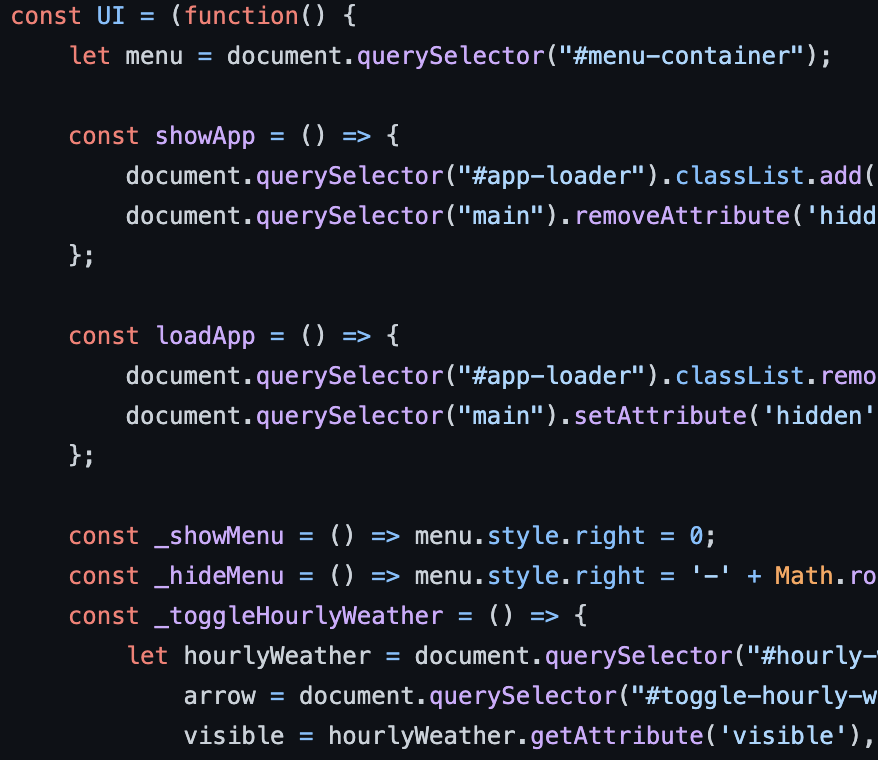 const UI = (function() {
    let menu = document.querySelector("#menu-container");

    const showApp = () => {
        document.querySelector("#app-loader").classList.add(
        document.querySelector("main").removeAttribute('hidd
    };

    const loadApp = () => {
        document.querySelector("#app-loader").classList.remo
        document.querySelector("main").setAttribute('hidden'
    };

    const _showMenu = () => menu.style.right = 0;
    const _hideMenu = () => menu.style.right = '-' + Math.ro
    const _toggleHourlyWeather = () => {
        let hourlyWeather = document.querySelector("#hourly-w
            arrow = document.querySelector("#toggle-hourly-w
            visible = hourlyWeather.getAttribute('visible'),